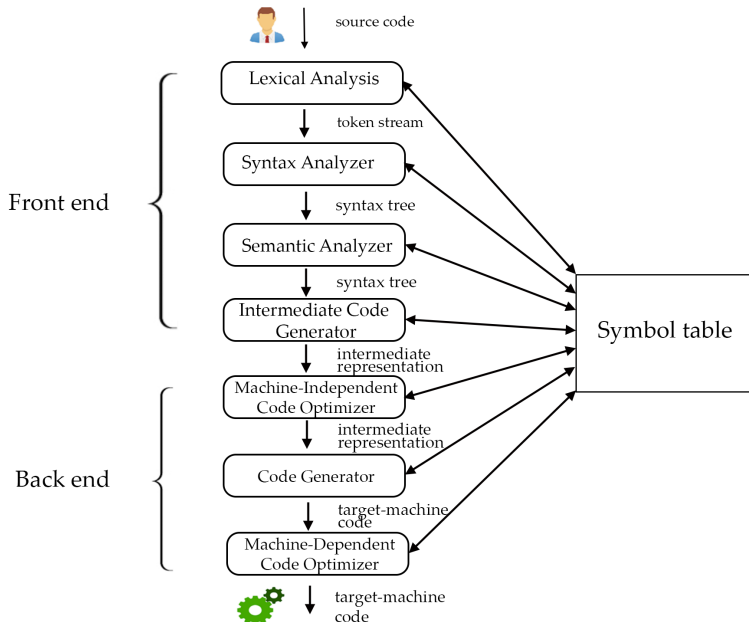 source code
Lexical Analysis
token stream
Syntax Analyzer
Front end
syntax tree
Semantic Analyzer
syntax tree
Intermediate Code
Generator
Symbol table
intermediate
representation
Machine-Independent
Code Optimizer
intermediate
representation
Back end
Code Generator
target-machine
code
Machine-Dependent
Code Optimizer
target-machine
code